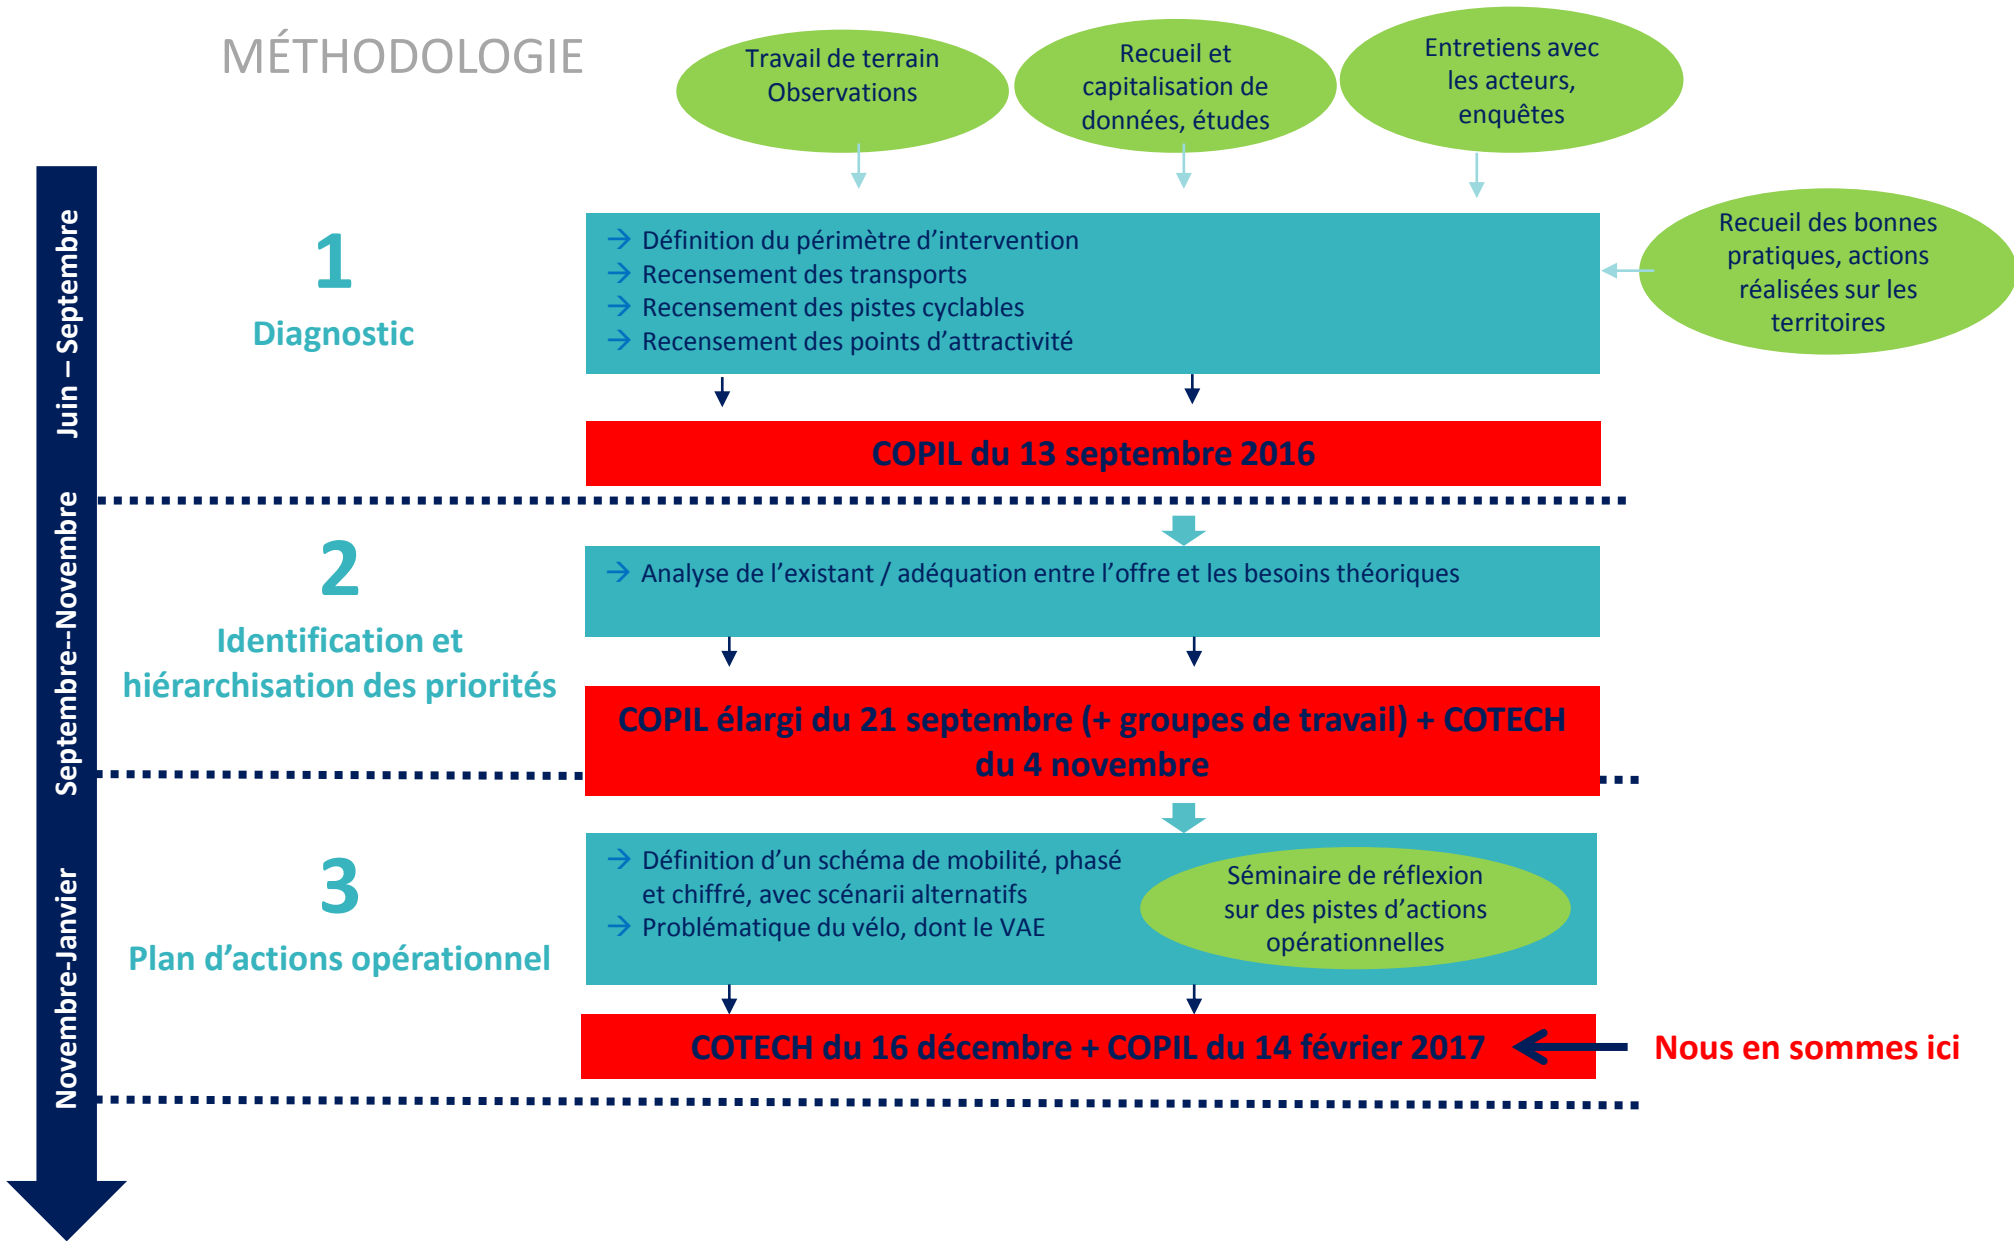 MÉTHODOLOGIE
Travail de terrain
Observations
Recueil et
capitalisation de
données, études
Entretiens avec
les acteurs,
enquêtes
Recueil des bonnes
pratiques, actions
réalisées sur les
territoires
Juin – Septembre
1
Diagnostic
→ Définition du périmètre d’intervention
→ Recensement des transports
→ Recensement des pistes cyclables
→ Recensement des points d’attractivité
COPIL du 13 septembre 2016
Septembre--Novembre
2
Identification et
hiérarchisation des priorités
→ Analyse de l’existant / adéquation entre l’offre et les besoins théoriques
COPIL élargi du 21 septembre (+ groupes de travail) + COTECH
du 4 novembre
Novembre-Janvier
3
Plan d’actions opérationnel
→ Définition d’un schéma de mobilité, phasé
et chiffré, avec scénarii alternatifs
→ Problématique du vélo, dont le VAE
Séminaire de réflexion
sur des pistes d’actions
opérationnelles
COTECH du 16 décembre + COPIL du 14 février 2017
Nous en sommes ici